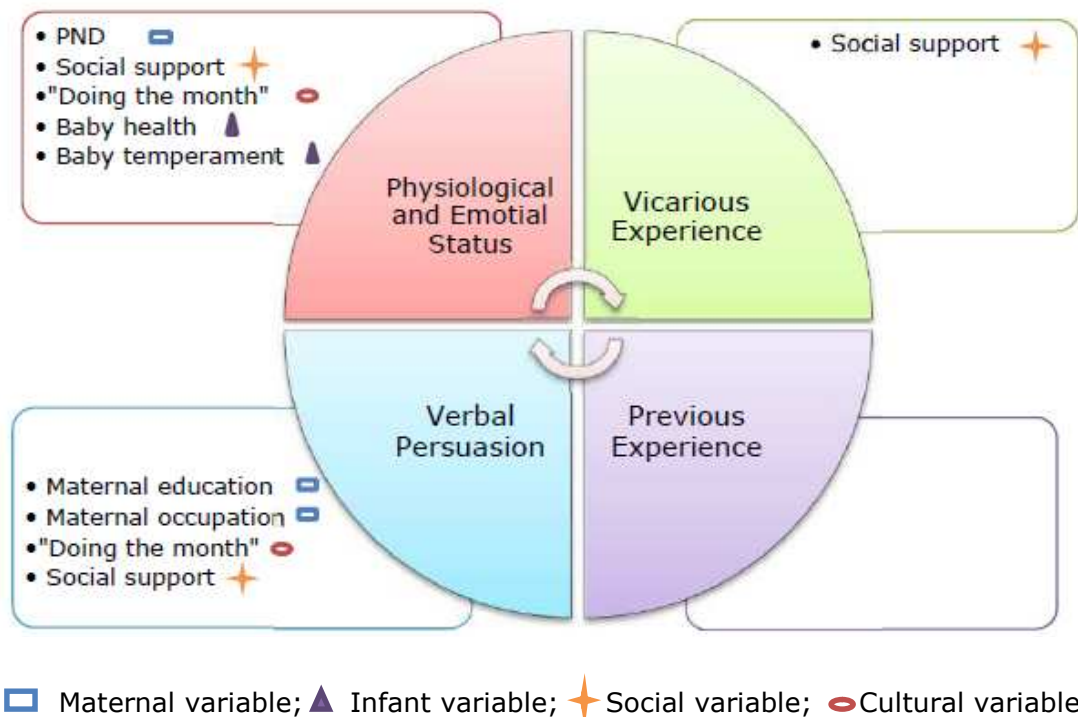 • PND
• Social support
•"Doing the month"
• Baby health
• Baby temperament
Physiological
and Emotial
Status
• Social support
Vicarious
Experience
• Maternal education
• Maternal occupation
•"Doing the month"
• Social support
Verbal
Persuasion
Previous
Experience
Maternal variable; Infant variable; Social variable; Cultural variable